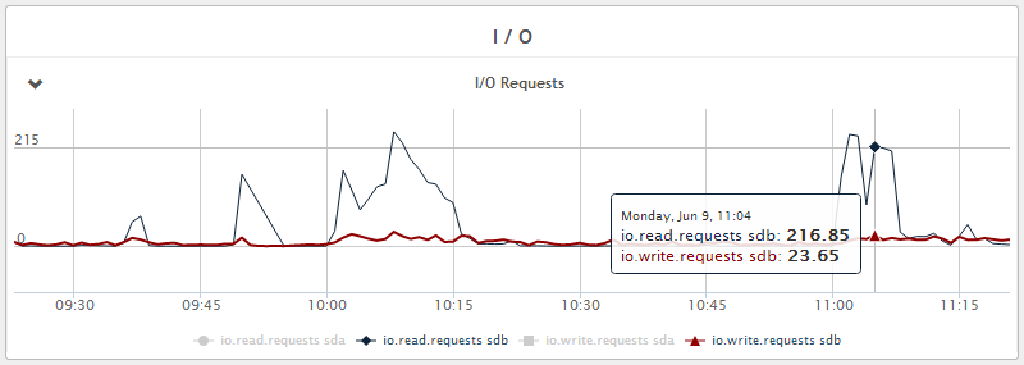 I / O
I/O Requests
215
0
Monday, Jun 9, 11:04
io.read.requests sdb: 216.85
io.write.requests sdb: 23.65
09:30 09:45 10:00 10:15 10:30 10:45 11:00 11:15
io.read.requests sda io.read.requests sdb io.write.requests sda io.write.requests sdb